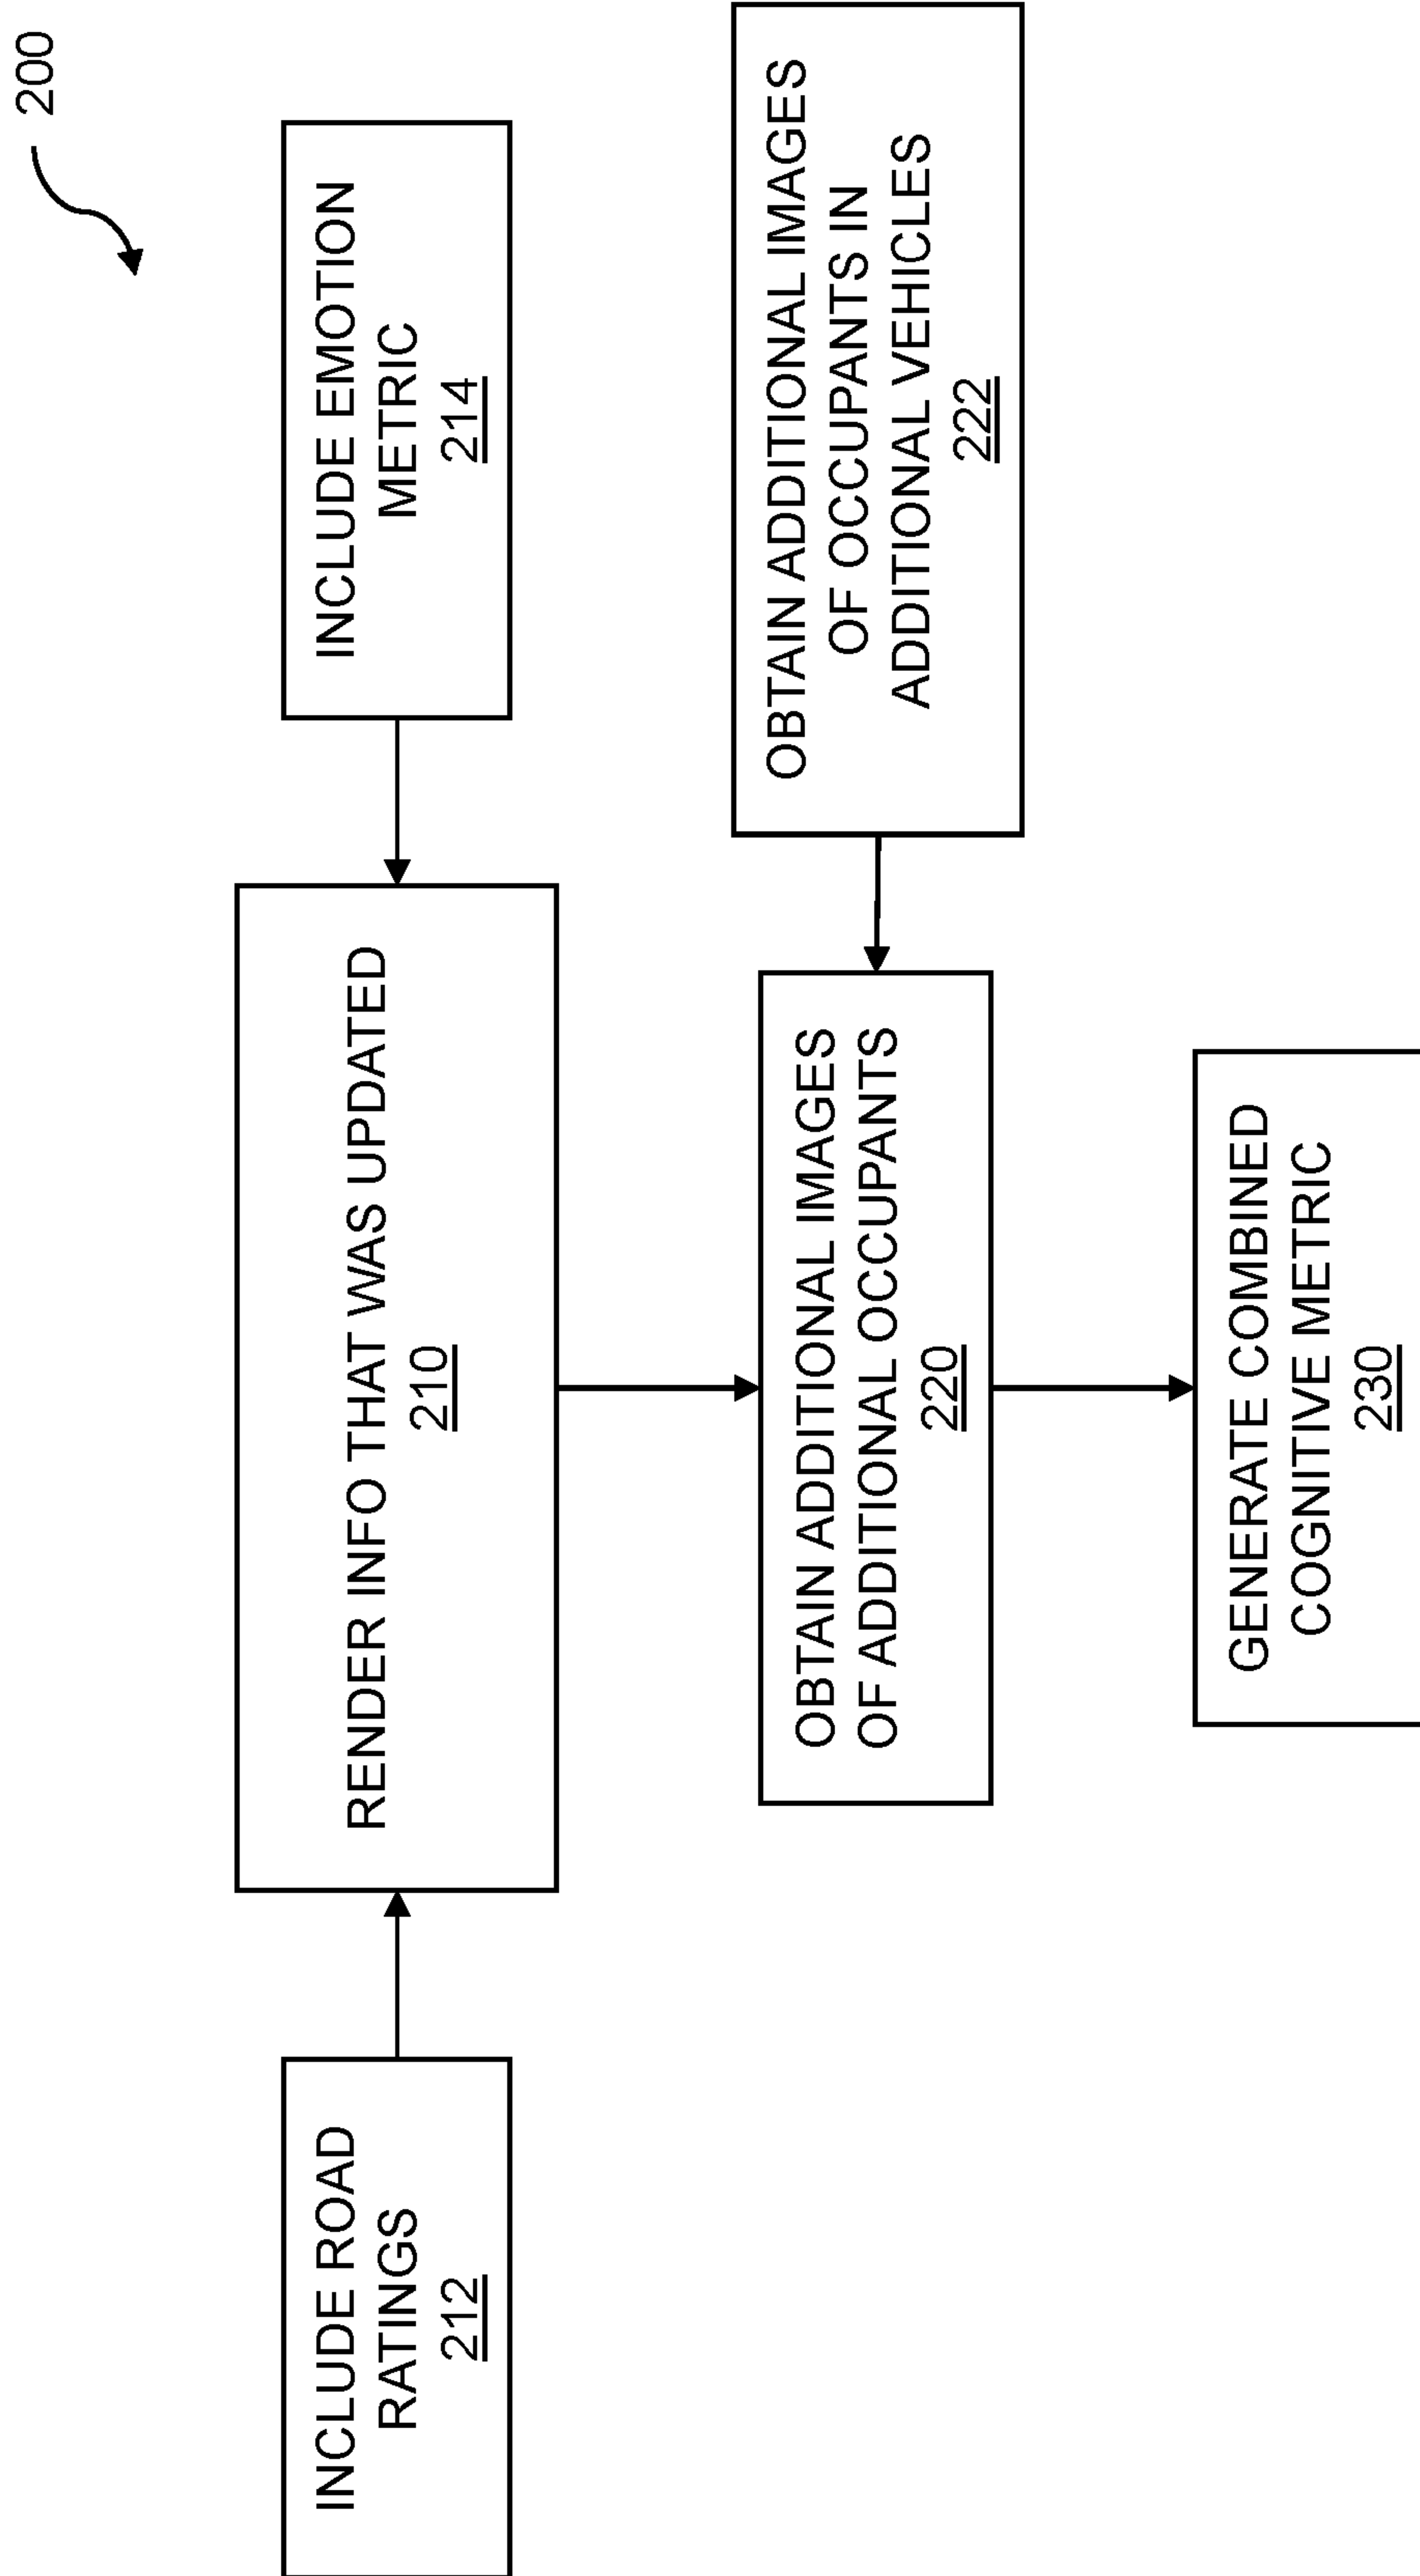 200
INCLUDE ROAD
RATINGS
212
RENDER INFO THAT WAS UPDATED
210
INCLUDE EMOTION
METRIC
214
OBTAIN ADDITIONAL IMAGES
OF ADDITIONAL OCCUPANTS
220
OBTAIN ADDITIONAL IMAGES
OF OCCUPANTS IN
ADDITIONAL VEHICLES
222
GENERATE COMBINED
COGNITIVE METRIC
230